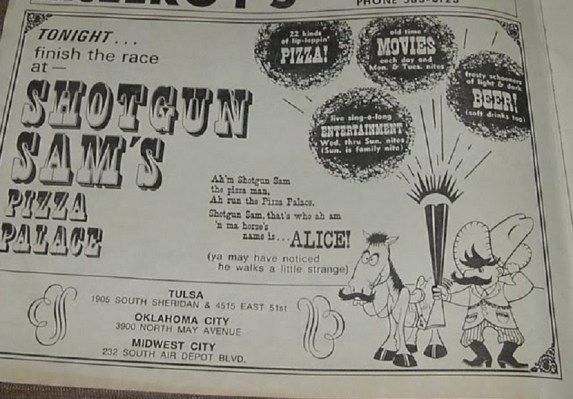 PHONE
TONIGHT...
finish the race
at —
SHOTGUN
SAM'S
PIZZA
PALACE
22 kinds
of lip-lappin'
PIZZA!
old time
MOVIES
each day and
Mon. & Tues. nites
frosty schooners
of light & dark
BEER!
(soft drinks too)
live sing-a-long
ENTERTAINMENT
Wed. thru Sun. nites
(Sun. is family nite)
Ah'm Shotgun Sam
the pizza man,
Ah run the Pizza Palace.
Shotgun Sam, that's who ah am
'n ma horse's
name is...ALICE!
(ya may have noticed
he walks a little strange)
TULSA
1905 SOUTH SHERIDAN & 4515 EAST 51st
OKLAHOMA CITY
3900 NORTH MAY AVENUE
MIDWEST CITY
232 SOUTH AIR DEPOT BLVD.